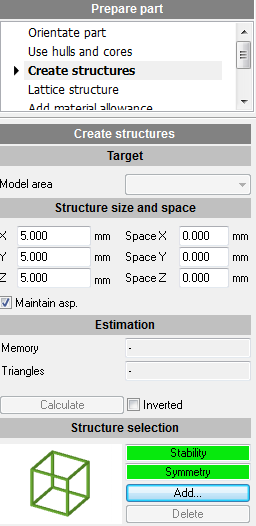 Prepare part
Orientate part
Use hulls and cores
Create structures
Lattice structure
Add material allowance
Create structures
Target
Model area
Structure size and space
X 5.000 mm Space X 0.000 mm
Y 5.000 mm Space Y 0.000 mm
Z 5.000 mm Space Z 0.000 mm
Maintain asp.
Estimation
Memory -
Triangles -
Calculate Inverted
Structure selection
Stability
Symmetry
Add...
Delete